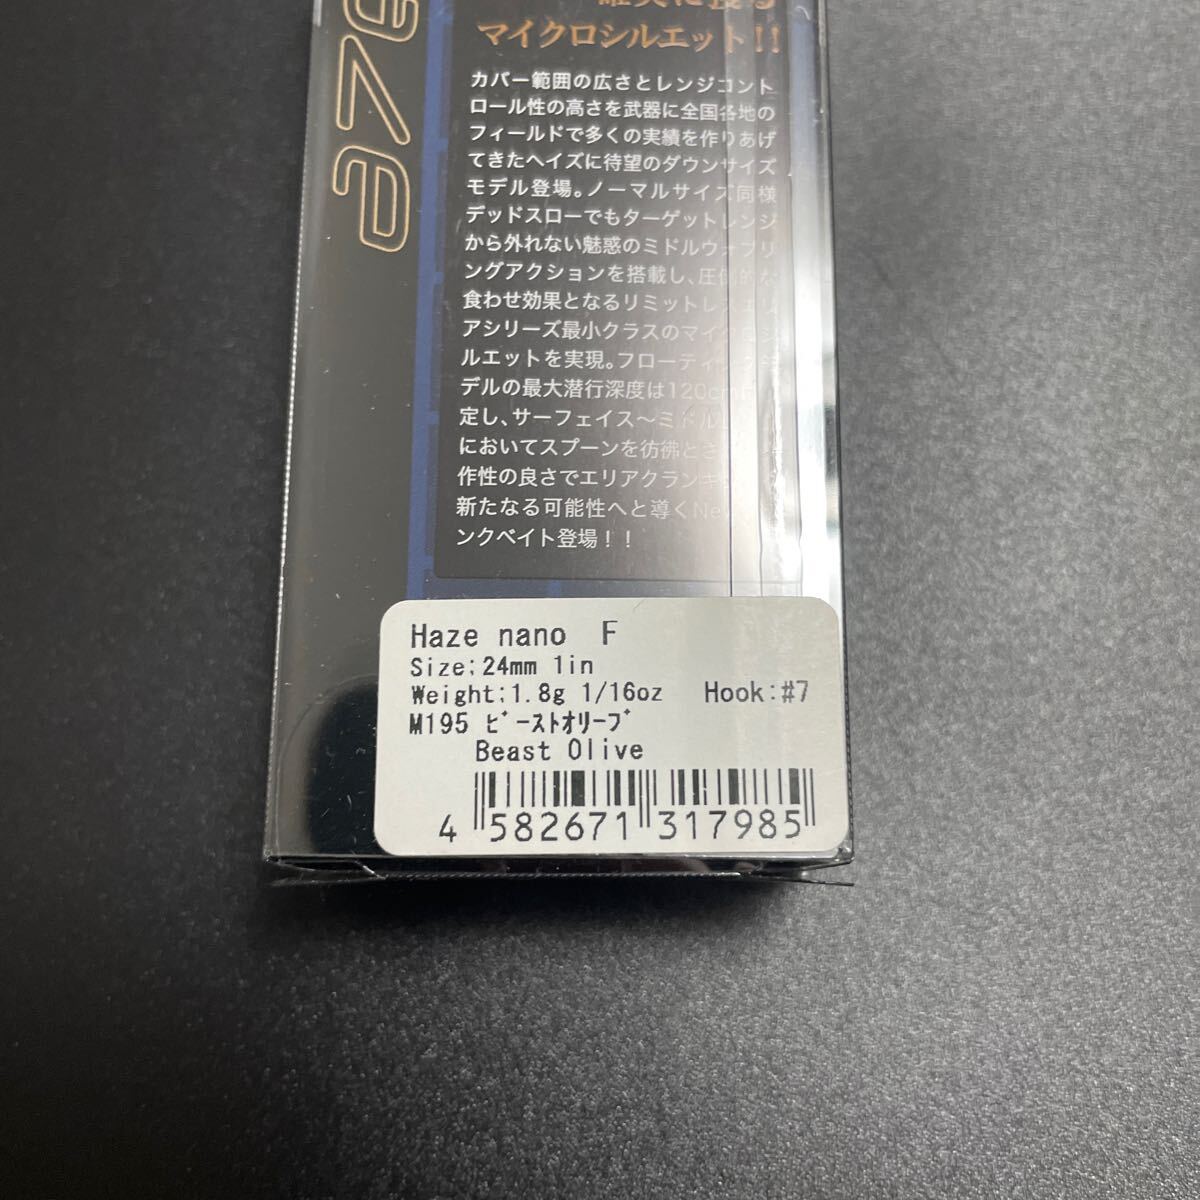 aze
マイクロシルエット!!
カバー範囲の広さとレンジコント
ロール性の高さを武器に全国各地の
フィールドで多くの実績を作りあげ
てきたヘイズに待望のダウンサイズ
モデル登場。ノーマルサイズ同様
デッドスローでもターゲットレンジ
から外れない魅惑のミドルウォブリ
ングアクションを搭載し、圧倒的な
食わせ効果となるリミットレスエリ
アシリーズ最小クラスのマイクロシ
ルエットを実現。フローティング
デルの最大潜行深度は120cm
定し、サーフェイス〜ミドル
においてスプーンを彷彿とさ
作性の良さでエリアクランキ
新たなる可能性へと導くNe
ンクベイト登場!!
Haze nano F
Size;24mm 1in
Weight;1.8g 1/16oz Hook:#7
M195 ﾋﾞｰｽﾄｵﾘｰﾌﾞ
Beast Olive
4 582671 317985